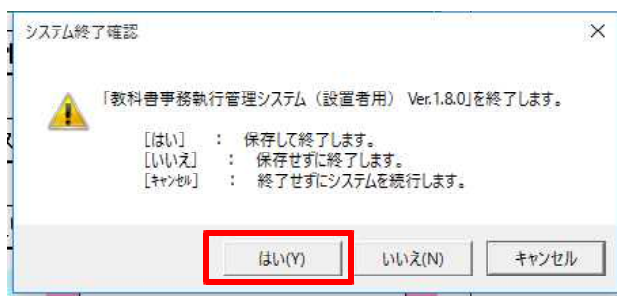 システム終了確認
「教科書事務執行管理システム（設置者用） Ver.1.8.0」を終了します。
［はい］ ： 保存して終了します。
［いいえ］ ： 保存せずに終了します。
［ｷｬﾝｾﾙ］ ： 終了せずにシステムを続行します。
はい(Y) いいえ(N) キャンセル